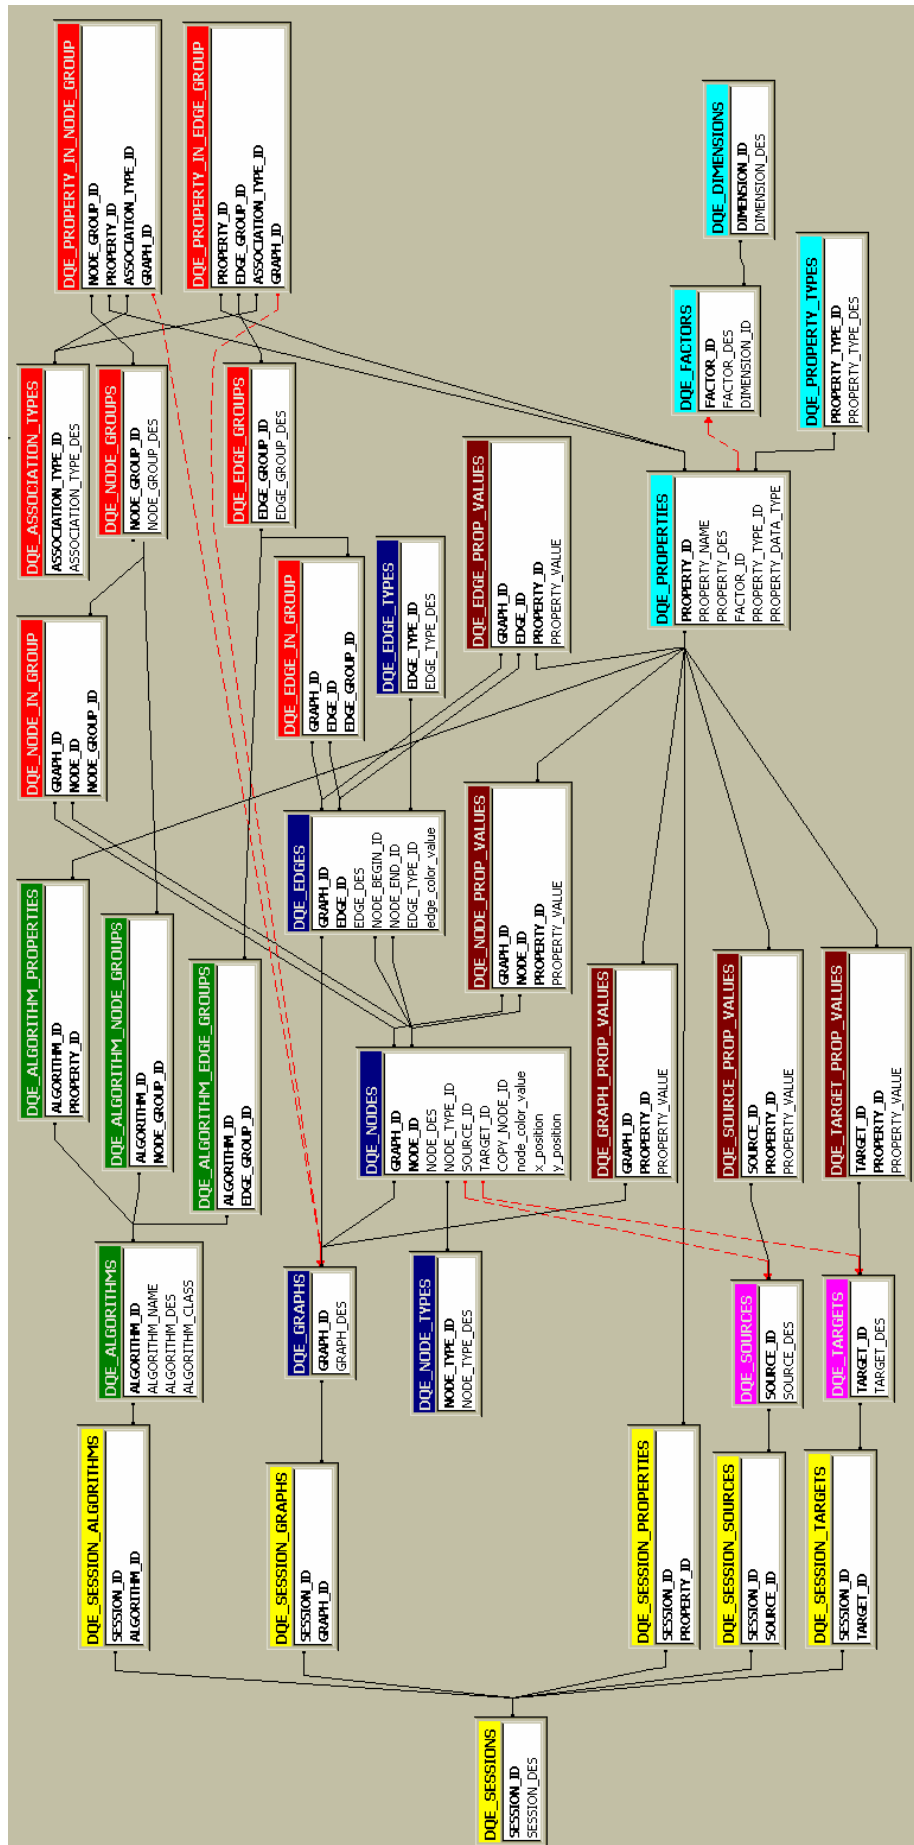 DQE_SESSIONS
SESSION_ID
SESSION_DES
DQE_SESSION_ALGORITHMS
SESSION_ID
ALGORITHM_ID
DQE_SESSION_GRAPHS
SESSION_ID
GRAPH_ID
DQE_SESSION_PROPERTIES
SESSION_ID
PROPERTY_ID
DQE_SESSION_SOURCES
SESSION_ID
SOURCE_ID
DQE_SESSION_TARGETS
SESSION_ID
TARGET_ID
DQE_ALGORITHMS
ALGORITHM_ID
ALGORITHM_NAME
ALGORITHM_DES
ALGORITHM_CLASS
DQE_GRAPHS
GRAPH_ID
GRAPH_DES
DQE_NODE_TYPES
NODE_TYPE_ID
NODE_TYPE_DES
DQE_SOURCES
SOURCE_ID
SOURCE_DES
DQE_TARGETS
TARGET_ID
TARGET_DES
DQE_ALGORITHM_PROPERTIES
ALGORITHM_ID
PROPERTY_ID
DQE_ALGORITHM_NODE_GROUPS
ALGORITHM_ID
NODE_GROUP_ID
DQE_ALGORITHM_EDGE_GROUPS
ALGORITHM_ID
EDGE_GROUP_ID
DQE_NODES
GRAPH_ID
NODE_ID
NODE_DES
NODE_TYPE_ID
SOURCE_ID
TARGET_ID
COPY_NODE_ID
node_color_value
x_position
y_position
DQE_GRAPH_PROP_VALUES
GRAPH_ID
PROPERTY_ID
PROPERTY_VALUE
DQE_SOURCE_PROP_VALUES
SOURCE_ID
PROPERTY_ID
PROPERTY_VALUE
DQE_TARGET_PROP_VALUES
TARGET_ID
PROPERTY_ID
PROPERTY_VALUE
DQE_EDGES
GRAPH_ID
EDGE_ID
EDGE_DES
NODE_BEGIN_ID
NODE_END_ID
EDGE_TYPE_ID
edge_color_value
DQE_NODE_PROP_VALUES
GRAPH_ID
NODE_ID
PROPERTY_ID
PROPERTY_VALUE
DQE_NODE_IN_GROUP
GRAPH_ID
NODE_ID
NODE_GROUP_ID
DQE_EDGE_IN_GROUP
GRAPH_ID
EDGE_ID
EDGE_GROUP_ID
DQE_EDGE_TYPES
EDGE_TYPE_ID
EDGE_TYPE_DES
DQE_EDGE_PROP_VALUES
GRAPH_ID
EDGE_ID
PROPERTY_ID
PROPERTY_VALUE
DQE_PROPERTIES
PROPERTY_ID
PROPERTY_NAME
PROPERTY_DES
FACTOR_ID
PROPERTY_TYPE_ID
PROPERTY_DATA_TYPE
DQE_ASSOCIATION_TYPES
ASSOCIATION_TYPE_ID
ASSOCIATION_TYPE_DES
DQE_NODE_GROUPS
NODE_GROUP_ID
NODE_GROUP_DES
DQE_EDGE_GROUPS
EDGE_GROUP_ID
EDGE_GROUP_DES
DQE_FACTORS
FACTOR_ID
FACTOR_DES
DIMENSION_ID
DQE_PROPERTY_TYPES
PROPERTY_TYPE_ID
PROPERTY_TYPE_DES
DQE_PROPERTY_IN_NODE_GROUP
NODE_GROUP_ID
PROPERTY_ID
ASSOCIATION_TYPE_ID
GRAPH_ID
DQE_PROPERTY_IN_EDGE_GROUP
PROPERTY_ID
EDGE_GROUP_ID
ASSOCIATION_TYPE_ID
GRAPH_ID
DQE_DIMENSIONS
DIMENSION_ID
DIMENSION_DES